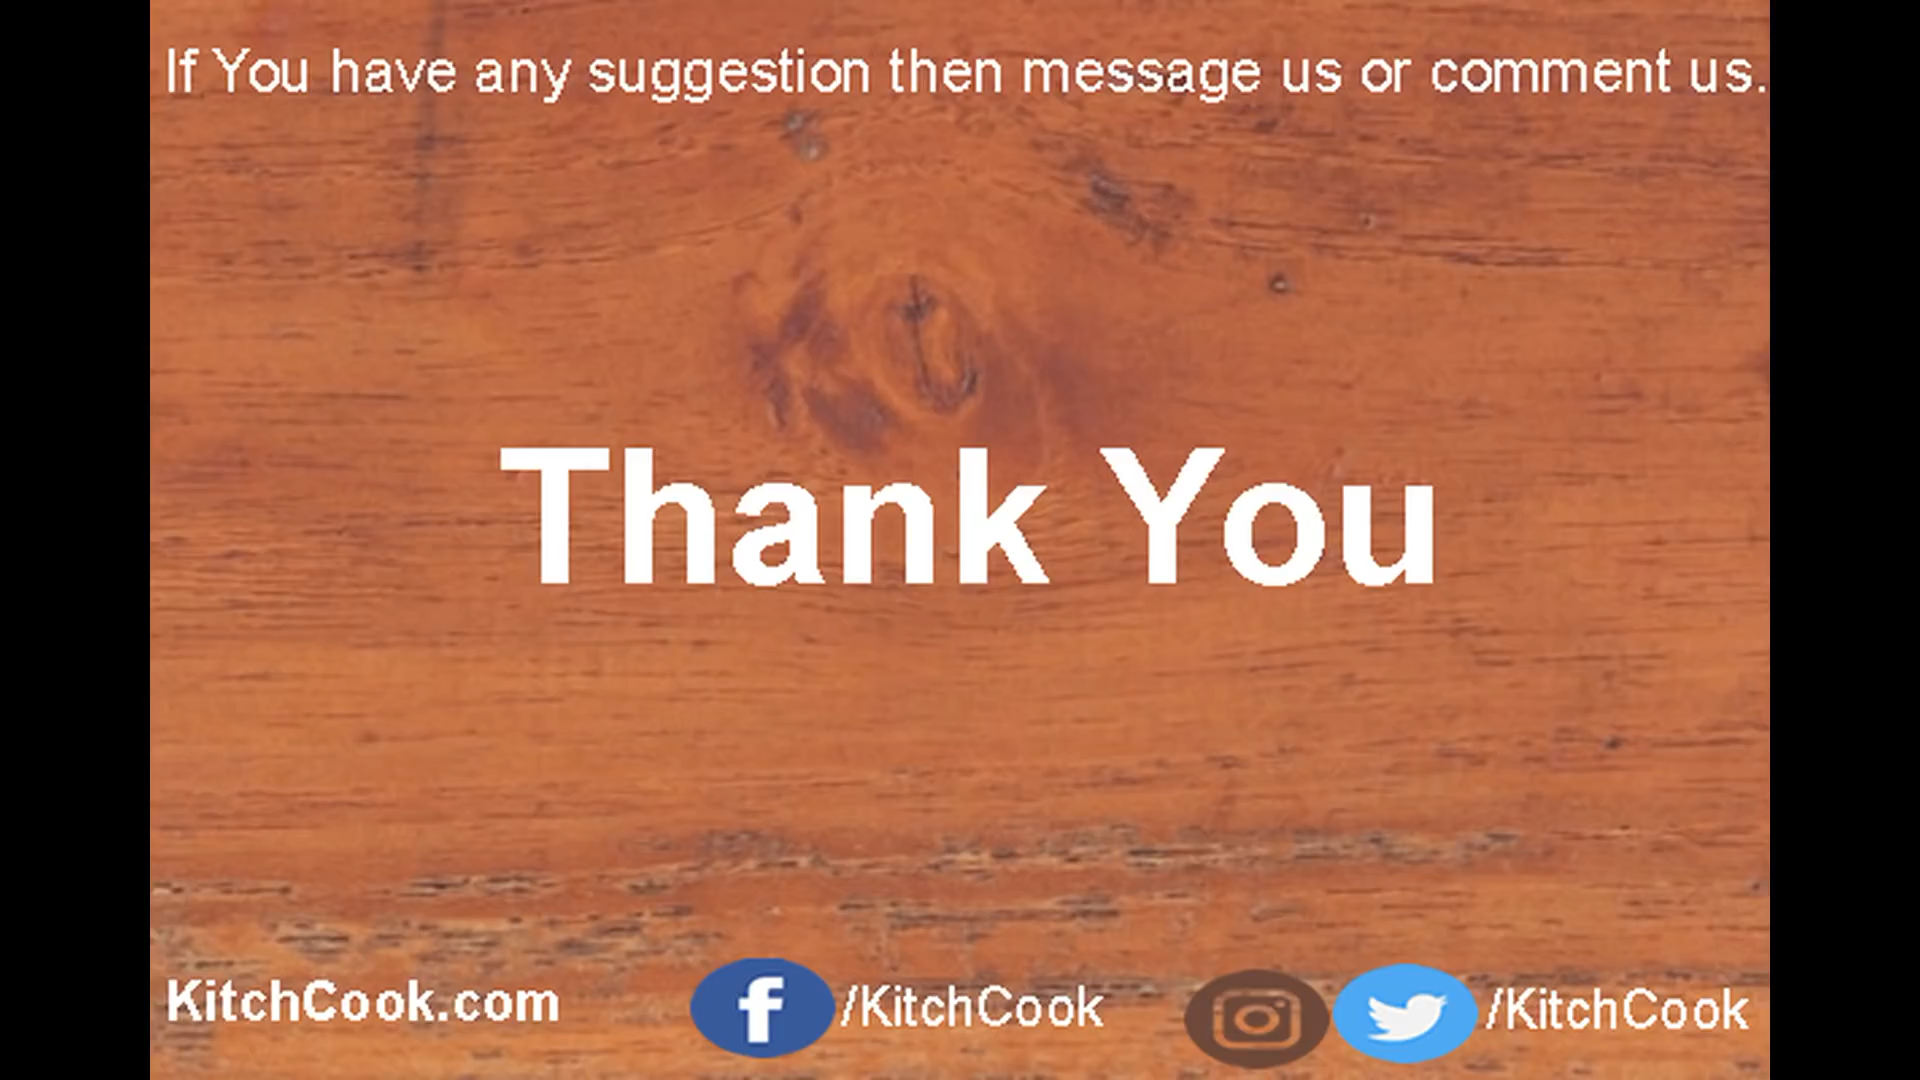 If You have any suggestion then message us or comment us.
Thank You
KitchCook.com
/KitchCook
/KitchCook